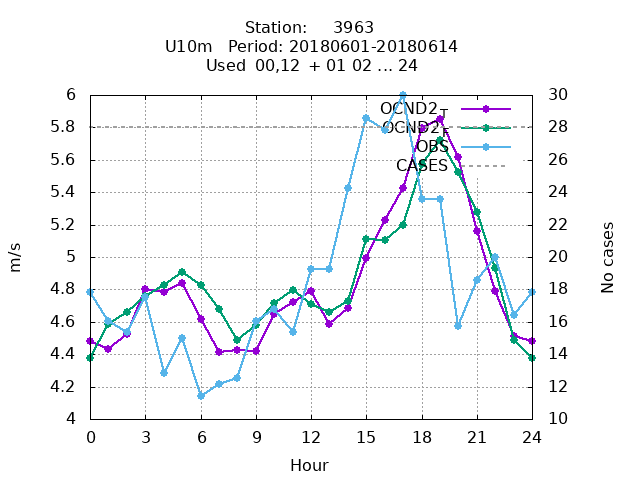 Station: 3963
U10m Period: 20180601-20180614
Used 00,12 + 01 02 ... 24
6 30
OCND2_T
5.8 28
OCND2_F
OBS
5.6 26
CASES
5.4 24
5.2 22
5 20
4.8 18
4.6 16
4.4 14
4.2 12
4 10
m/s
No cases
0 3 6 9 12 15 18 21 24
Hour